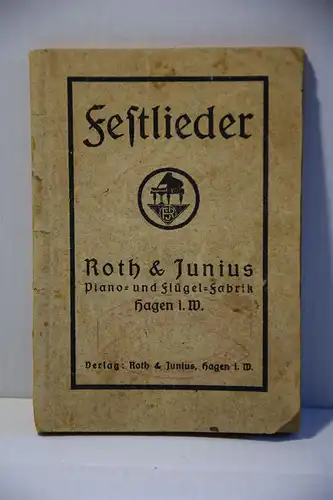 Feſtlieder
Roth & Junius
Piano= und Flügel=Fabrik
Hagen i. W.
Verlag: Roth & Junius, Hagen i. W.